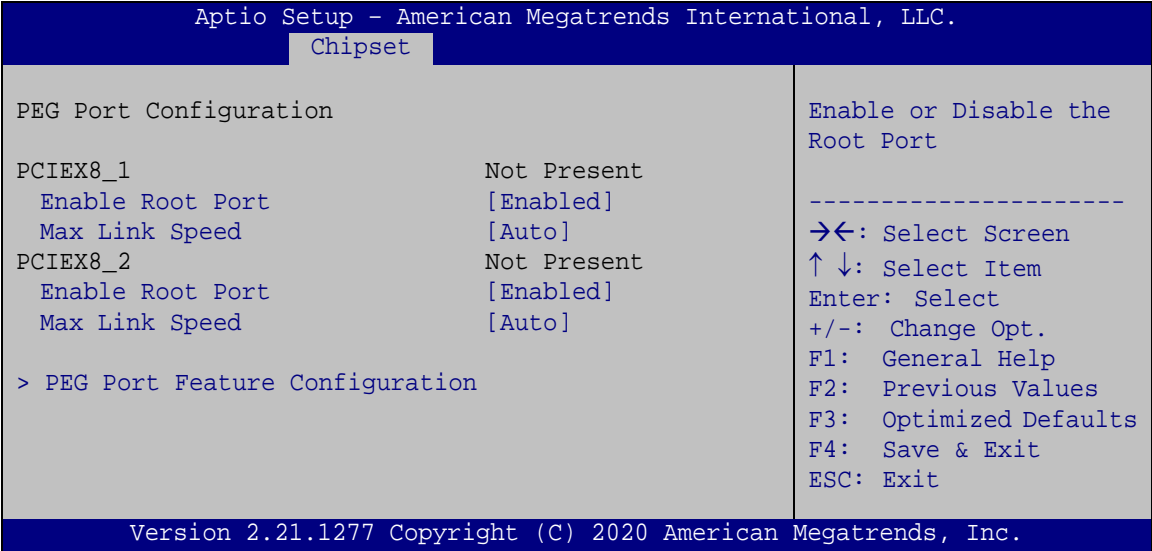 Aptio Setup – American Megatrends International, LLC.
Chipset
PEG Port Configuration
PCIEX8_1 Not Present
Enable Root Port [Enabled]
Max Link Speed [Auto]
PCIEX8_2 Not Present
Enable Root Port [Enabled]
Max Link Speed [Auto]
> PEG Port Feature Configuration
Enable or Disable the
Root Port
----------------------
→←: Select Screen
↑ ↓: Select Item
Enter: Select
+/-: Change Opt.
F1: General Help
F2: Previous Values
F3: Optimized Defaults
F4: Save & Exit
ESC: Exit
Version 2.21.1277 Copyright (C) 2020 American Megatrends, Inc.